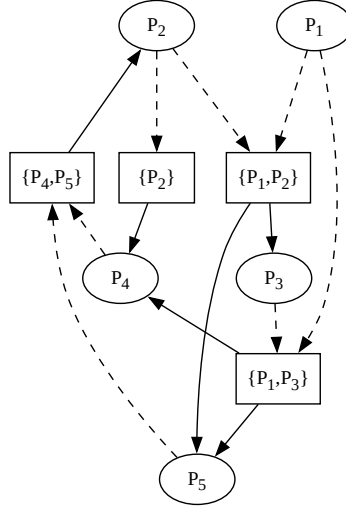 P₂
P₁
{P₄,P₅}
{P₂}
{P₁,P₂}
P₄
P₃
{P₁,P₃}
P₅